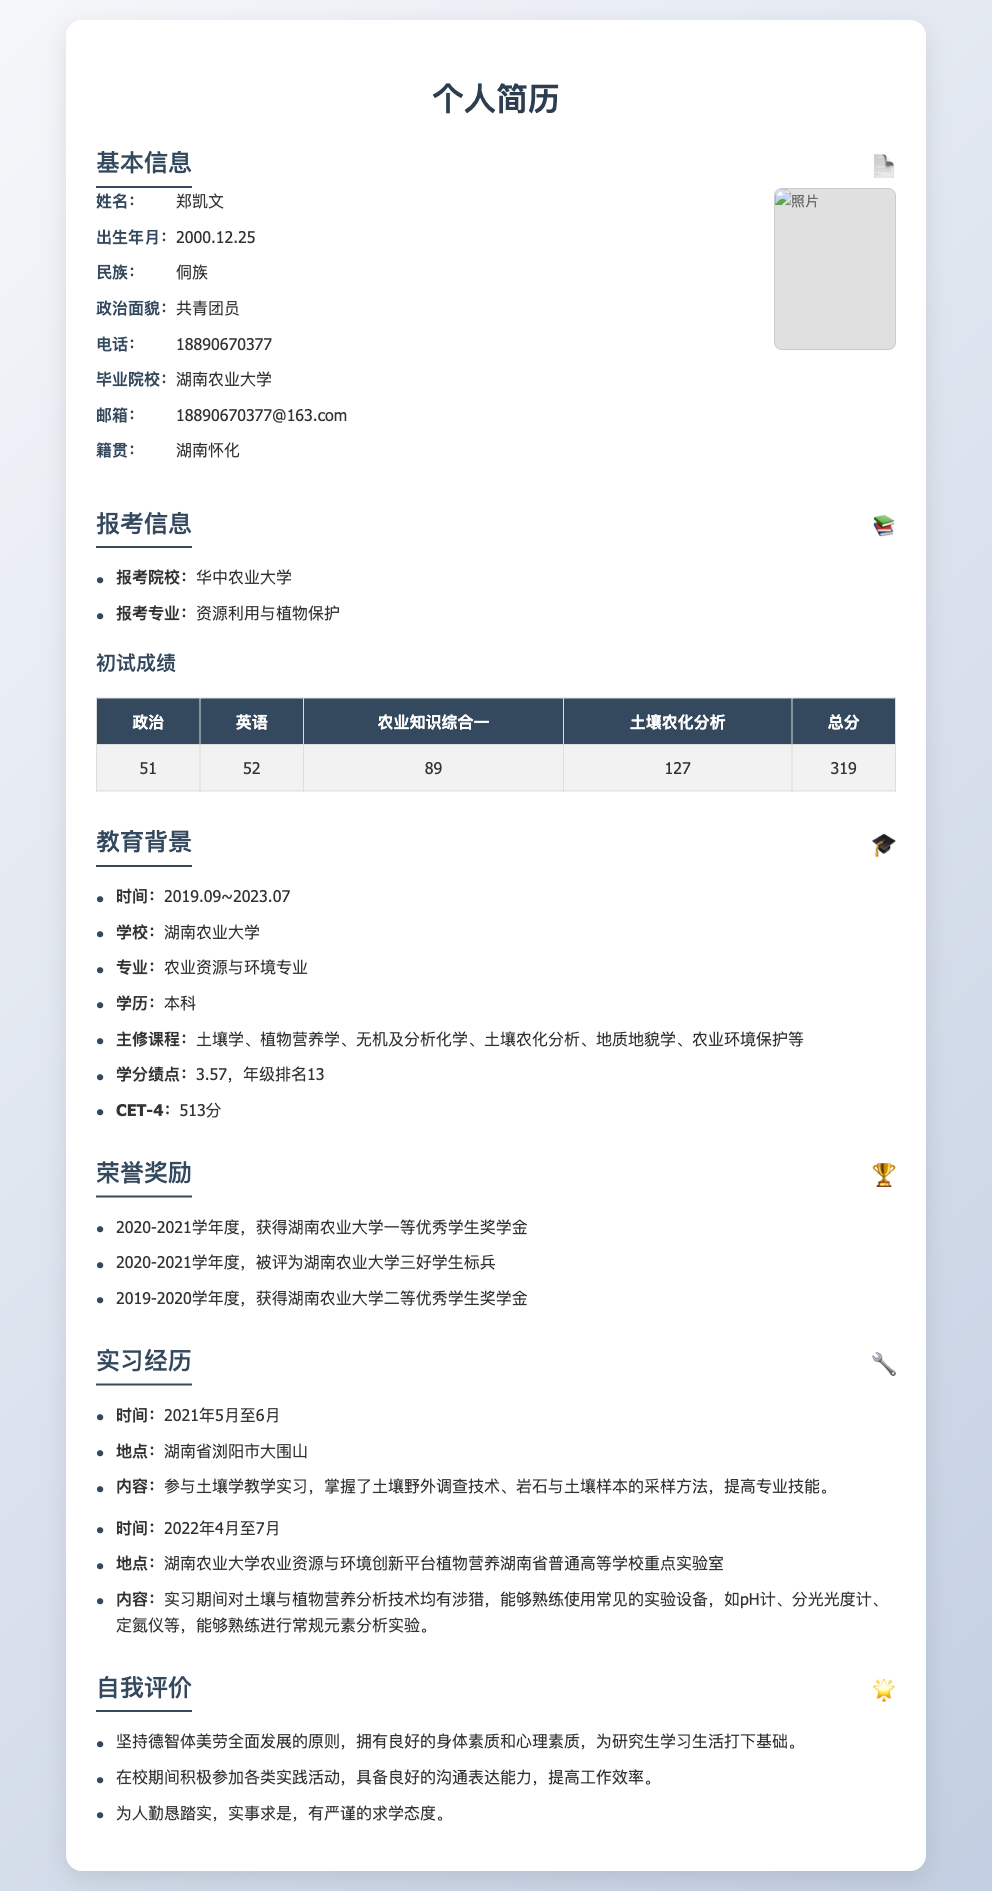 个人简历
基本信息
照片
姓名： 郑凯文
出生年月： 2000.12.25
民族： 侗族
政治面貌： 共青团员
电话： 18890670377
毕业院校： 湖南农业大学
邮箱： 18890670377@163.com
籍贯： 湖南怀化
报考信息
报考院校：华中农业大学
报考专业：资源利用与植物保护
初试成绩
政治 英语 农业知识综合一 土壤农化分析 总分
51 52 89 127 319
教育背景
时间：2019.09~2023.07
学校：湖南农业大学
专业：农业资源与环境专业
学历：本科
主修课程：土壤学、植物营养学、无机及分析化学、土壤农化分析、地质地貌学、农业环境保护等
学分绩点：3.57，年级排名13
CET-4：513分
荣誉奖励
2020-2021学年度，获得湖南农业大学一等优秀学生奖学金
2020-2021学年度，被评为湖南农业大学三好学生标兵
2019-2020学年度，获得湖南农业大学二等优秀学生奖学金
实习经历
时间：2021年5月至6月
地点：湖南省浏阳市大围山
内容：参与土壤学教学实习，掌握了土壤野外调查技术、岩石与土壤样本的采样方法，提高专业技能。
时间：2022年4月至7月
地点：湖南农业大学农业资源与环境创新平台植物营养湖南省普通高等学校重点实验室
内容：实习期间对土壤与植物营养分析技术均有涉猎，能够熟练使用常见的实验设备，如pH计、分光光度计、
定氮仪等，能够熟练进行常规元素分析实验。
自我评价
坚持德智体美劳全面发展的原则，拥有良好的身体素质和心理素质，为研究生学习生活打下基础。
在校期间积极参加各类实践活动，具备良好的沟通表达能力，提高工作效率。
为人勤恳踏实，实事求是，有严谨的求学态度。